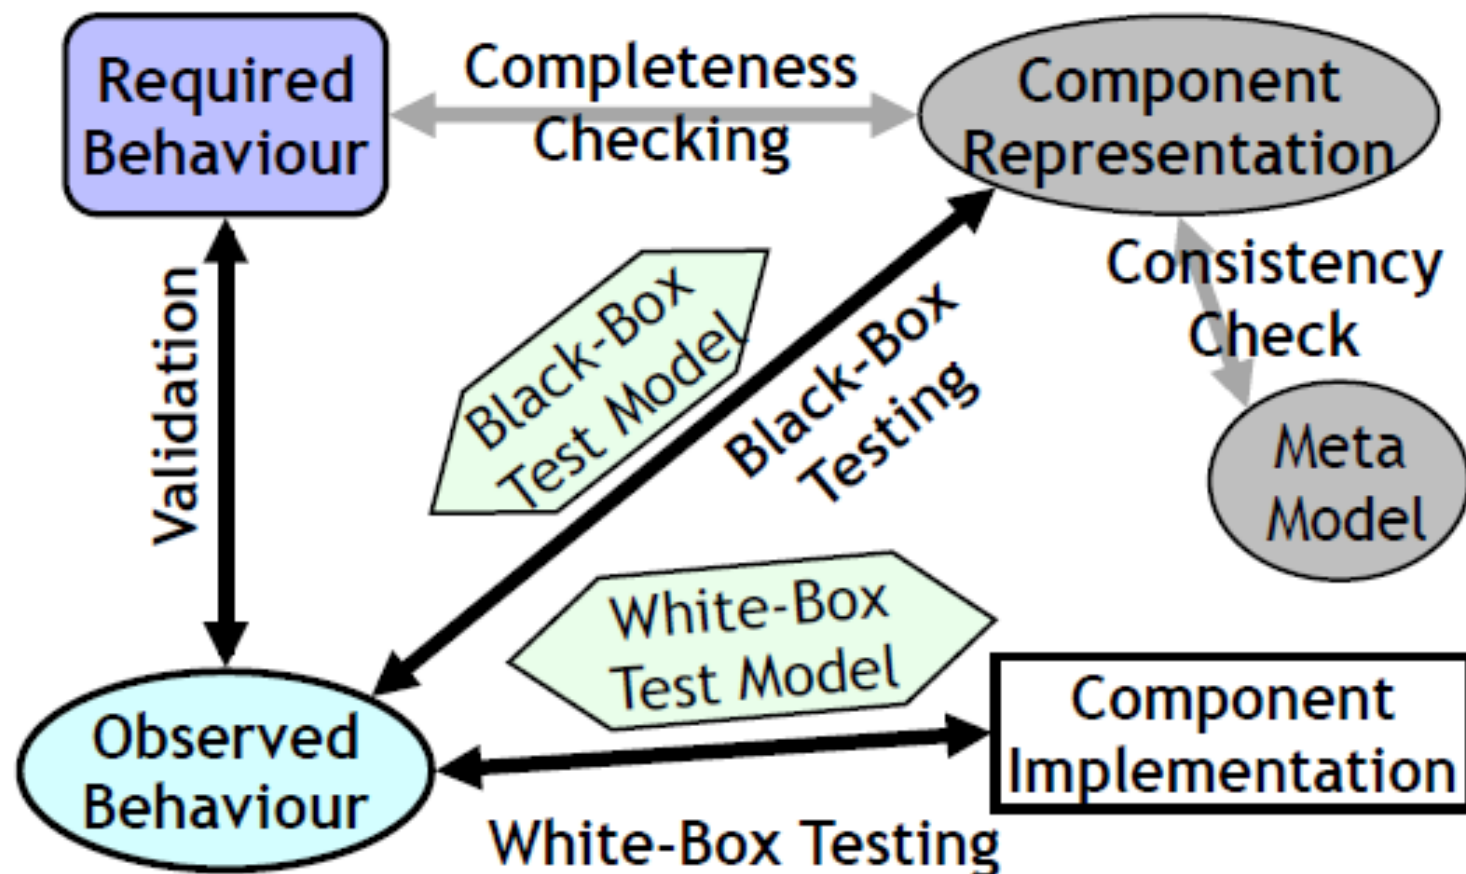 Required
Behaviour
Completeness
Checking
Component
Representation
Consistency
Check
Meta
Model
Validation
Black-Box
Test Model
Black-Box
Testing
White-Box
Test Model
Component
Implementation
Observed
Behaviour
White-Box Testing